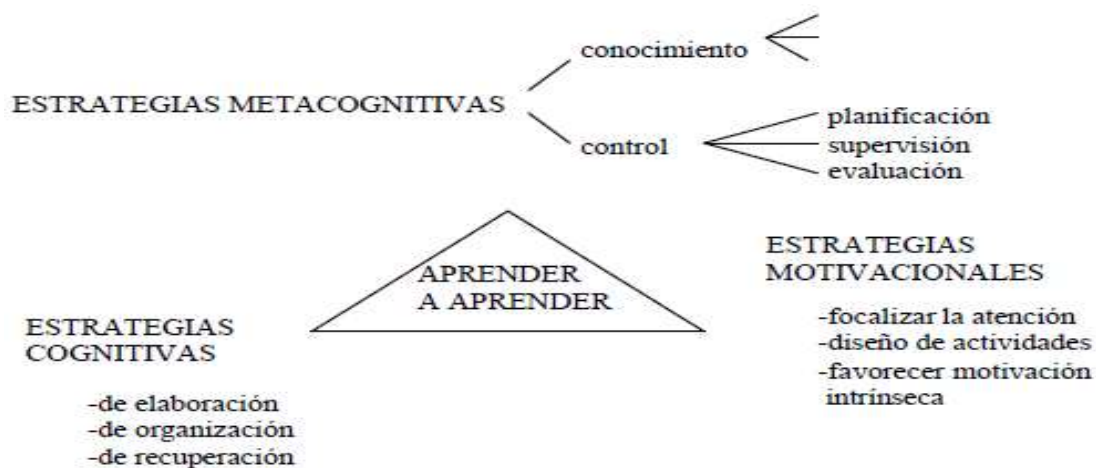 conocimiento
ESTRATEGIAS METACOGNITIVAS
control
planificación
supervisión
evaluación
APRENDER
A APRENDER
ESTRATEGIAS
MOTIVACIONALES
-focalizar la atención
-diseño de actividades
-favorecer motivación
intrínseca
ESTRATEGIAS
COGNITIVAS
-de elaboración
-de organización
-de recuperación